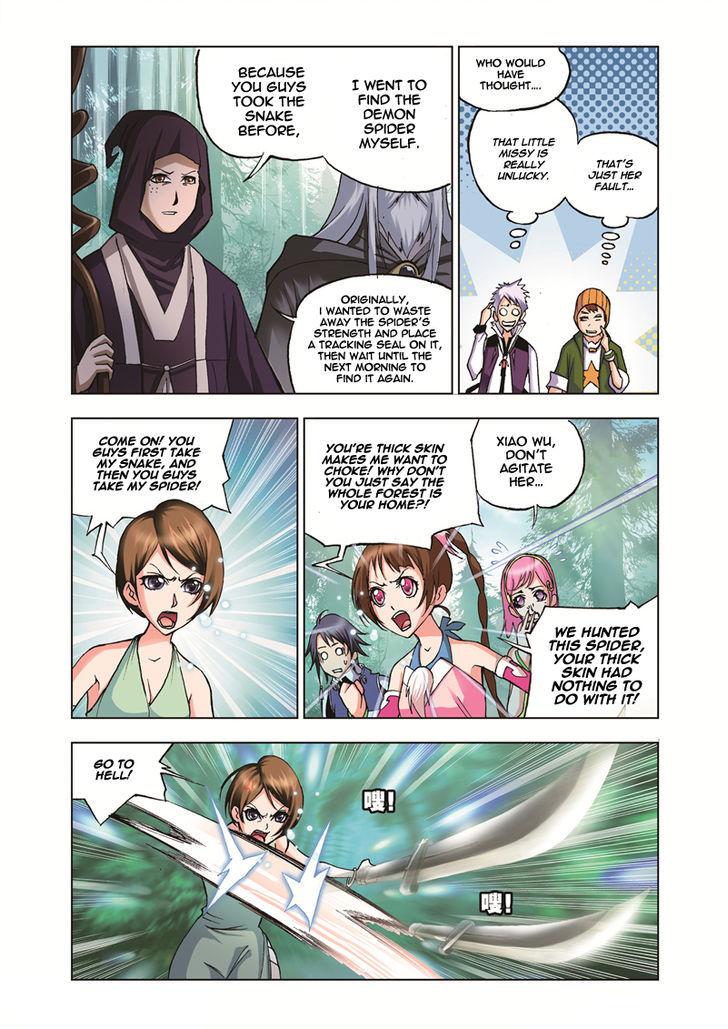 BECAUSE
YOU GUYS
TOOK THE
SNAKE
BEFORE,
I WENT TO
FIND THE
DEMON
SPIDER
MYSELF.
ORIGINALLY,
I WANTED TO WASTE
AWAY THE SPIDER'S
STRENGTH AND PLACE
A TRACKING SEAL ON IT,
THEN WAIT UNTIL THE
NEXT MORNING TO
FIND IT AGAIN.
WHO WOULD
HAVE
THOUGHT....
THAT LITTLE
MISSY IS
REALLY
UNLUCKY.
THAT'S
JUST HER
FAULT...
COME ON! YOU
GUYS FIRST TAKE
MY SNAKE, AND
THEN YOU GUYS
TAKE MY SPIDER!
YOU'RE THICK SKIN
MAKES ME WANT TO
CHOKE! WHY DON'T
YOU JUST SAY THE
WHOLE FOREST IS
YOUR HOME?!
XIAO WU,
DON'T
AGITATE
HER...
WE HUNTED
THIS SPIDER,
YOUR THICK
SKIN HAD
NOTHING TO
DO WITH IT!
GO TO
HELL!
嗖!
嗖!